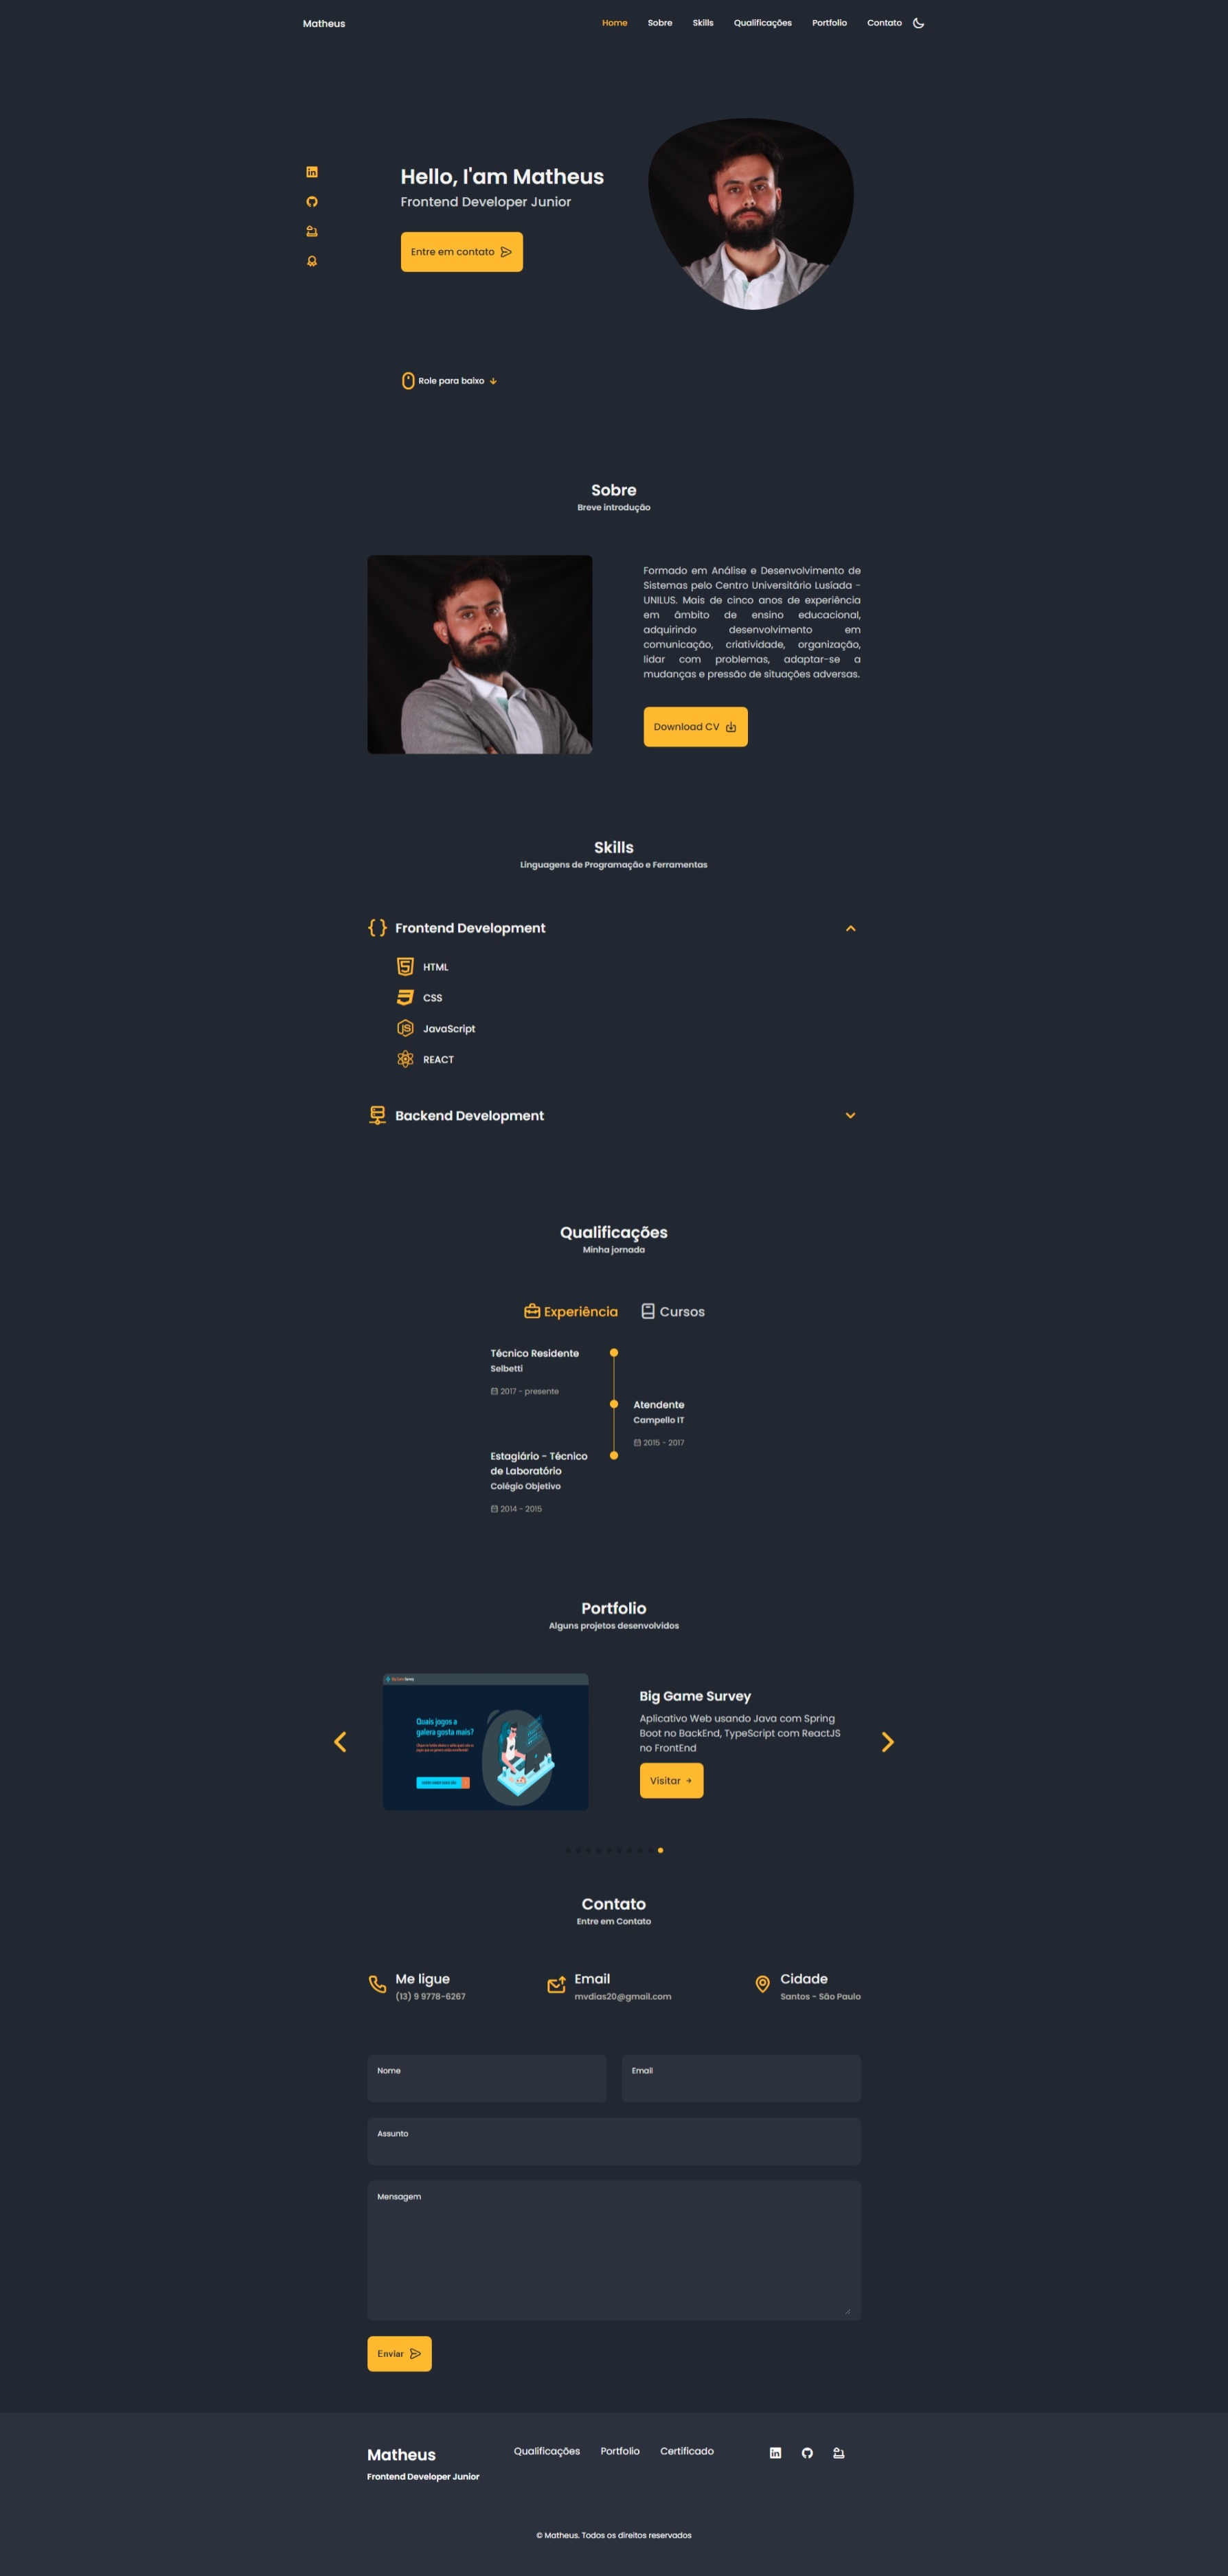 Matheus
Home Sobre Skills Qualificações Portfolio Contato
Hello, I'am Matheus
Frontend Developer Junior
Entre em contato
Role para baixo
Sobre
Breve introdução
Formado em Análise e Desenvolvimento de
Sistemas pelo Centro Universitário Lusíada -
UNILUS. Mais de cinco anos de experiência
em âmbito de ensino educacional,
adquirindo desenvolvimento em
comunicação, criatividade, organização,
lidar com problemas, adaptar-se a
mudanças e pressão de situações adversas.
Download CV
Skills
Linguagens de Programação e Ferramentas
Frontend Development
HTML
CSS
JavaScript
REACT
Backend Development
Qualificações
Minha jornada
Experiência Cursos
Técnico Residente
Selbetti
2017 - presente
Atendente
Campello IT
2015 - 2017
Estagiário - Técnico
de Laboratório
Colégio Objetivo
2014 - 2015
Portfolio
Alguns projetos desenvolvidos
Quais jogos a
galera gosta mais?
Big Game Survey
Aplicativo Web usando Java com Spring
Boot no BackEnd, TypeScript com ReactJS
no FrontEnd
Visitar
Contato
Entre em Contato
Me ligue
(13) 9 9778-6267
Email
mvdias20@gmail.com
Cidade
Santos - São Paulo
Nome
Email
Assunto
Mensagem
Enviar
Matheus
Frontend Developer Junior
Qualificações Portfolio Certificado
© Matheus. Todos os direitos reservados